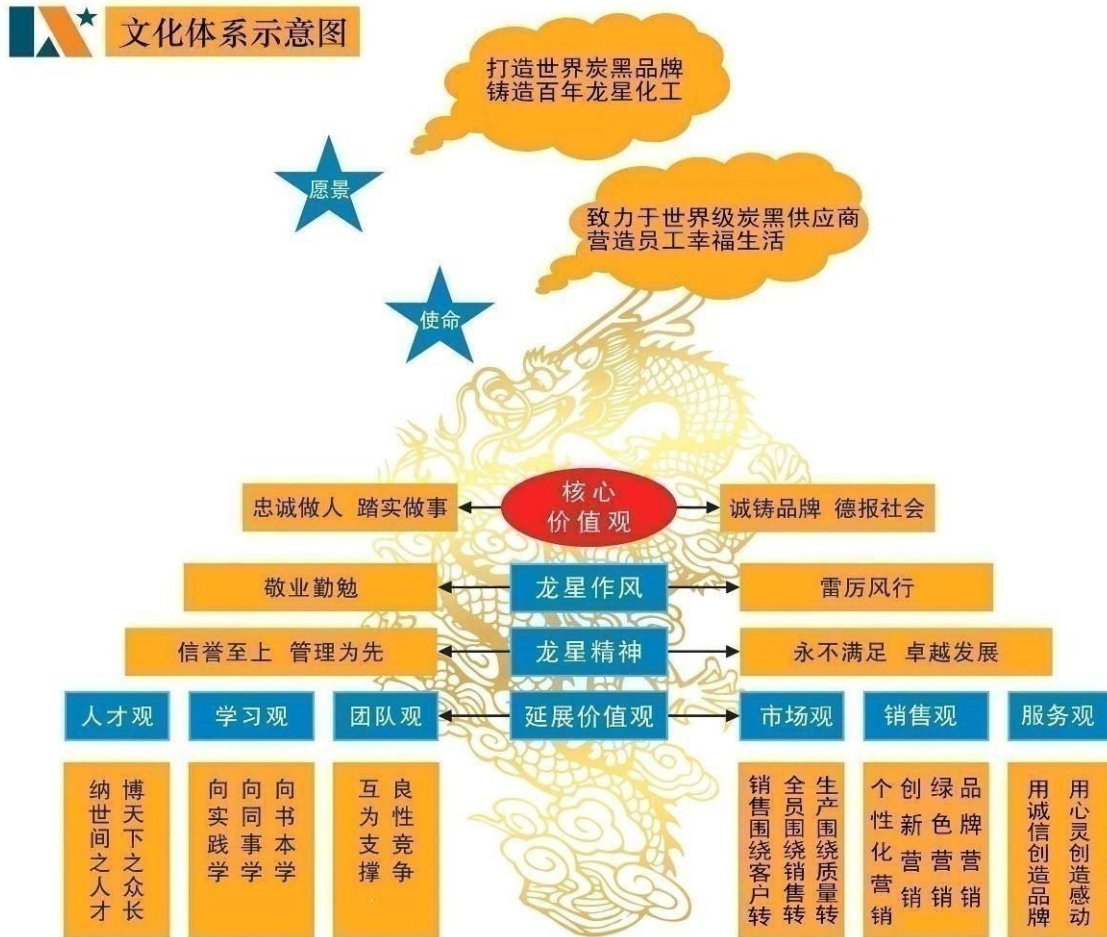 文化体系示意图
打造世界炭黑品牌
铸造百年龙星化工
愿景
致力于世界级炭黑供应商
营造员工幸福生活
使命
忠诚做人 踏实做事
核心
价值观
诚铸品牌 德报社会
敬业勤勉
龙星作风
雷厉风行
信誉至上 管理为先
龙星精神
永不满足 卓越发展
人才观
学习观
团队观
延展价值观
市场观
销售观
服务观
博天下之众长
纳世间之人才
向书本学
向同事学
向实践学
良性竞争
互为支撑
生产围绕质量转
全员围绕销售转
销售围绕客户转
品牌营销
绿色营销
创新营销
个性化营销
用心灵创造感动
用诚信创造品牌